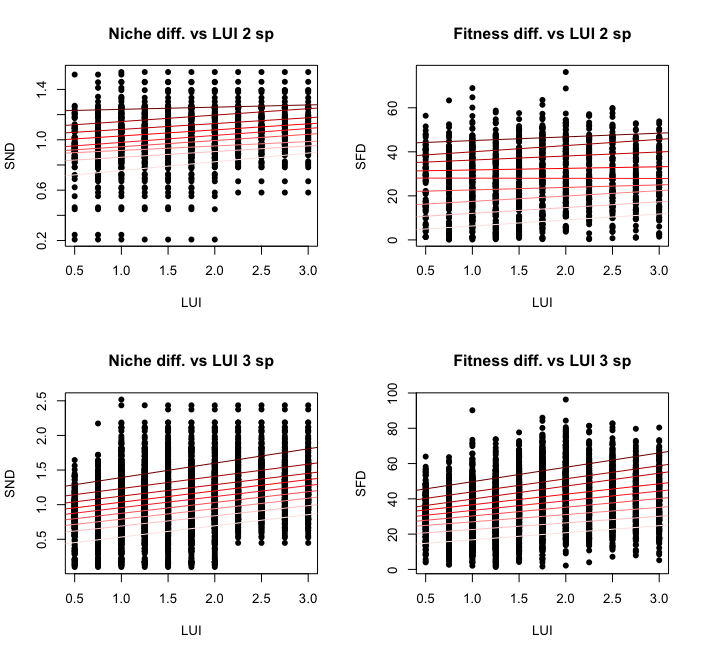 Niche diff. vs LUI 2 sp
SND
1.4
1.0
0.6
0.2
0.5 1.0 1.5 2.0 2.5 3.0
LUI
Fitness diff. vs LUI 2 sp
SFD
60
40
20
0
0.5 1.0 1.5 2.0 2.5 3.0
LUI
Niche diff. vs LUI 3 sp
SND
2.5
2.0
1.5
1.0
0.5
0.5 1.0 1.5 2.0 2.5 3.0
LUI
Fitness diff. vs LUI 3 sp
SFD
100
80
60
40
20
0
0.5 1.0 1.5 2.0 2.5 3.0
LUI